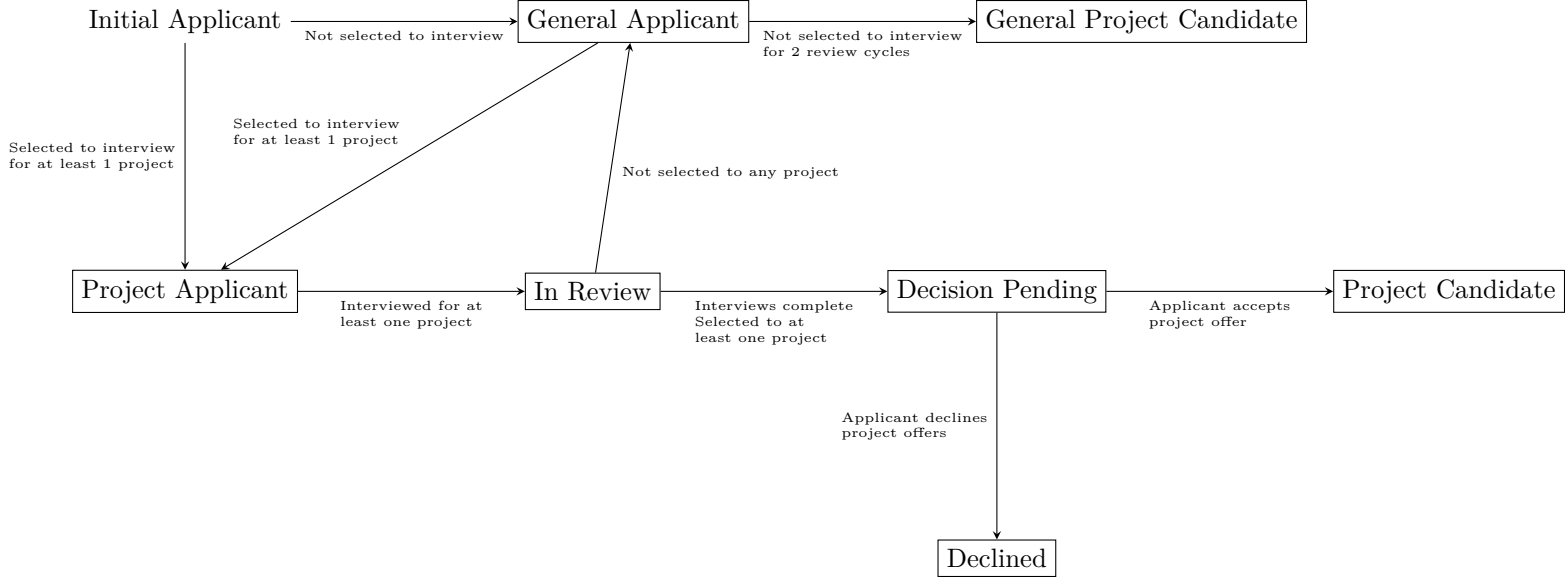 Initial Applicant
Not selected to interview
General Applicant
Not selected to interview
for 2 review cycles
General Project Candidate
Selected to interview
for at least 1 project
Selected to interview
for at least 1 project
Not selected to any project
Project Applicant
Interviewed for at
least one project
In Review
Interviews complete
Selected to at
least one project
Decision Pending
Applicant accepts
project offer
Project Candidate
Applicant declines
project offers
Declined